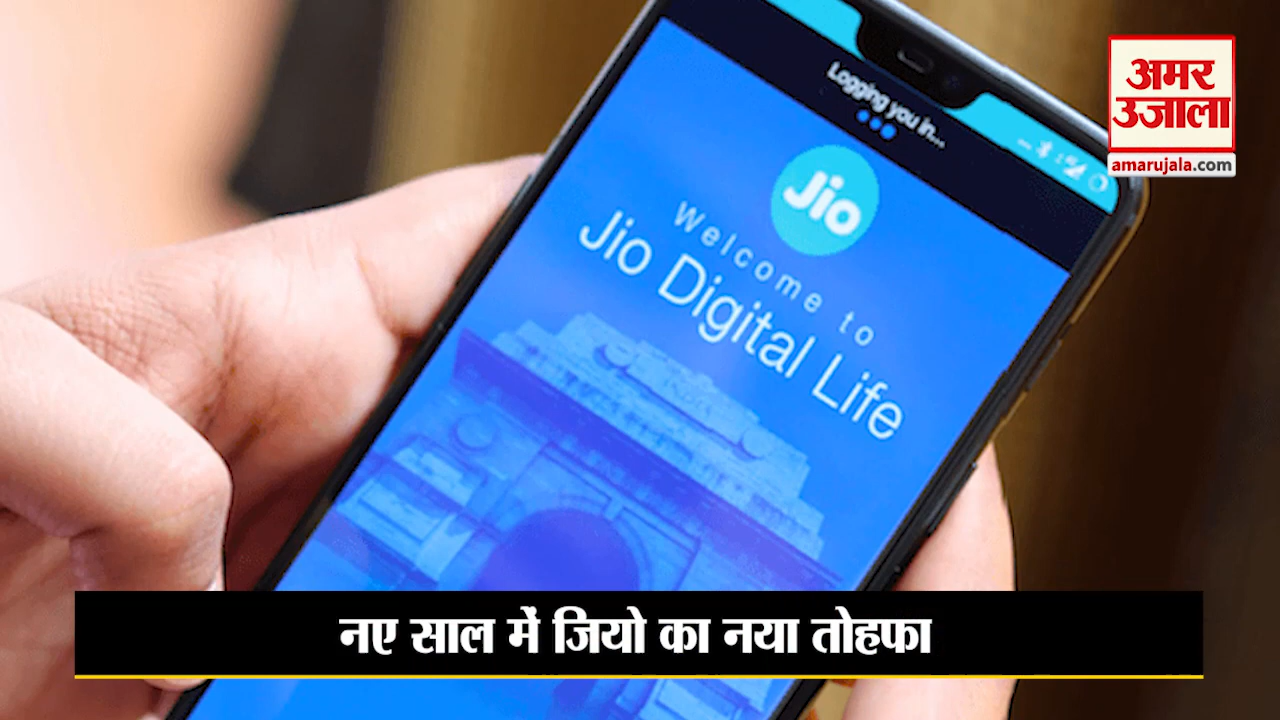 अमर
उजाला
amarujala.com
Logging you in...
Jio
Welcome to
Jio Digital Life
नए साल में जियो का नया तोहफा